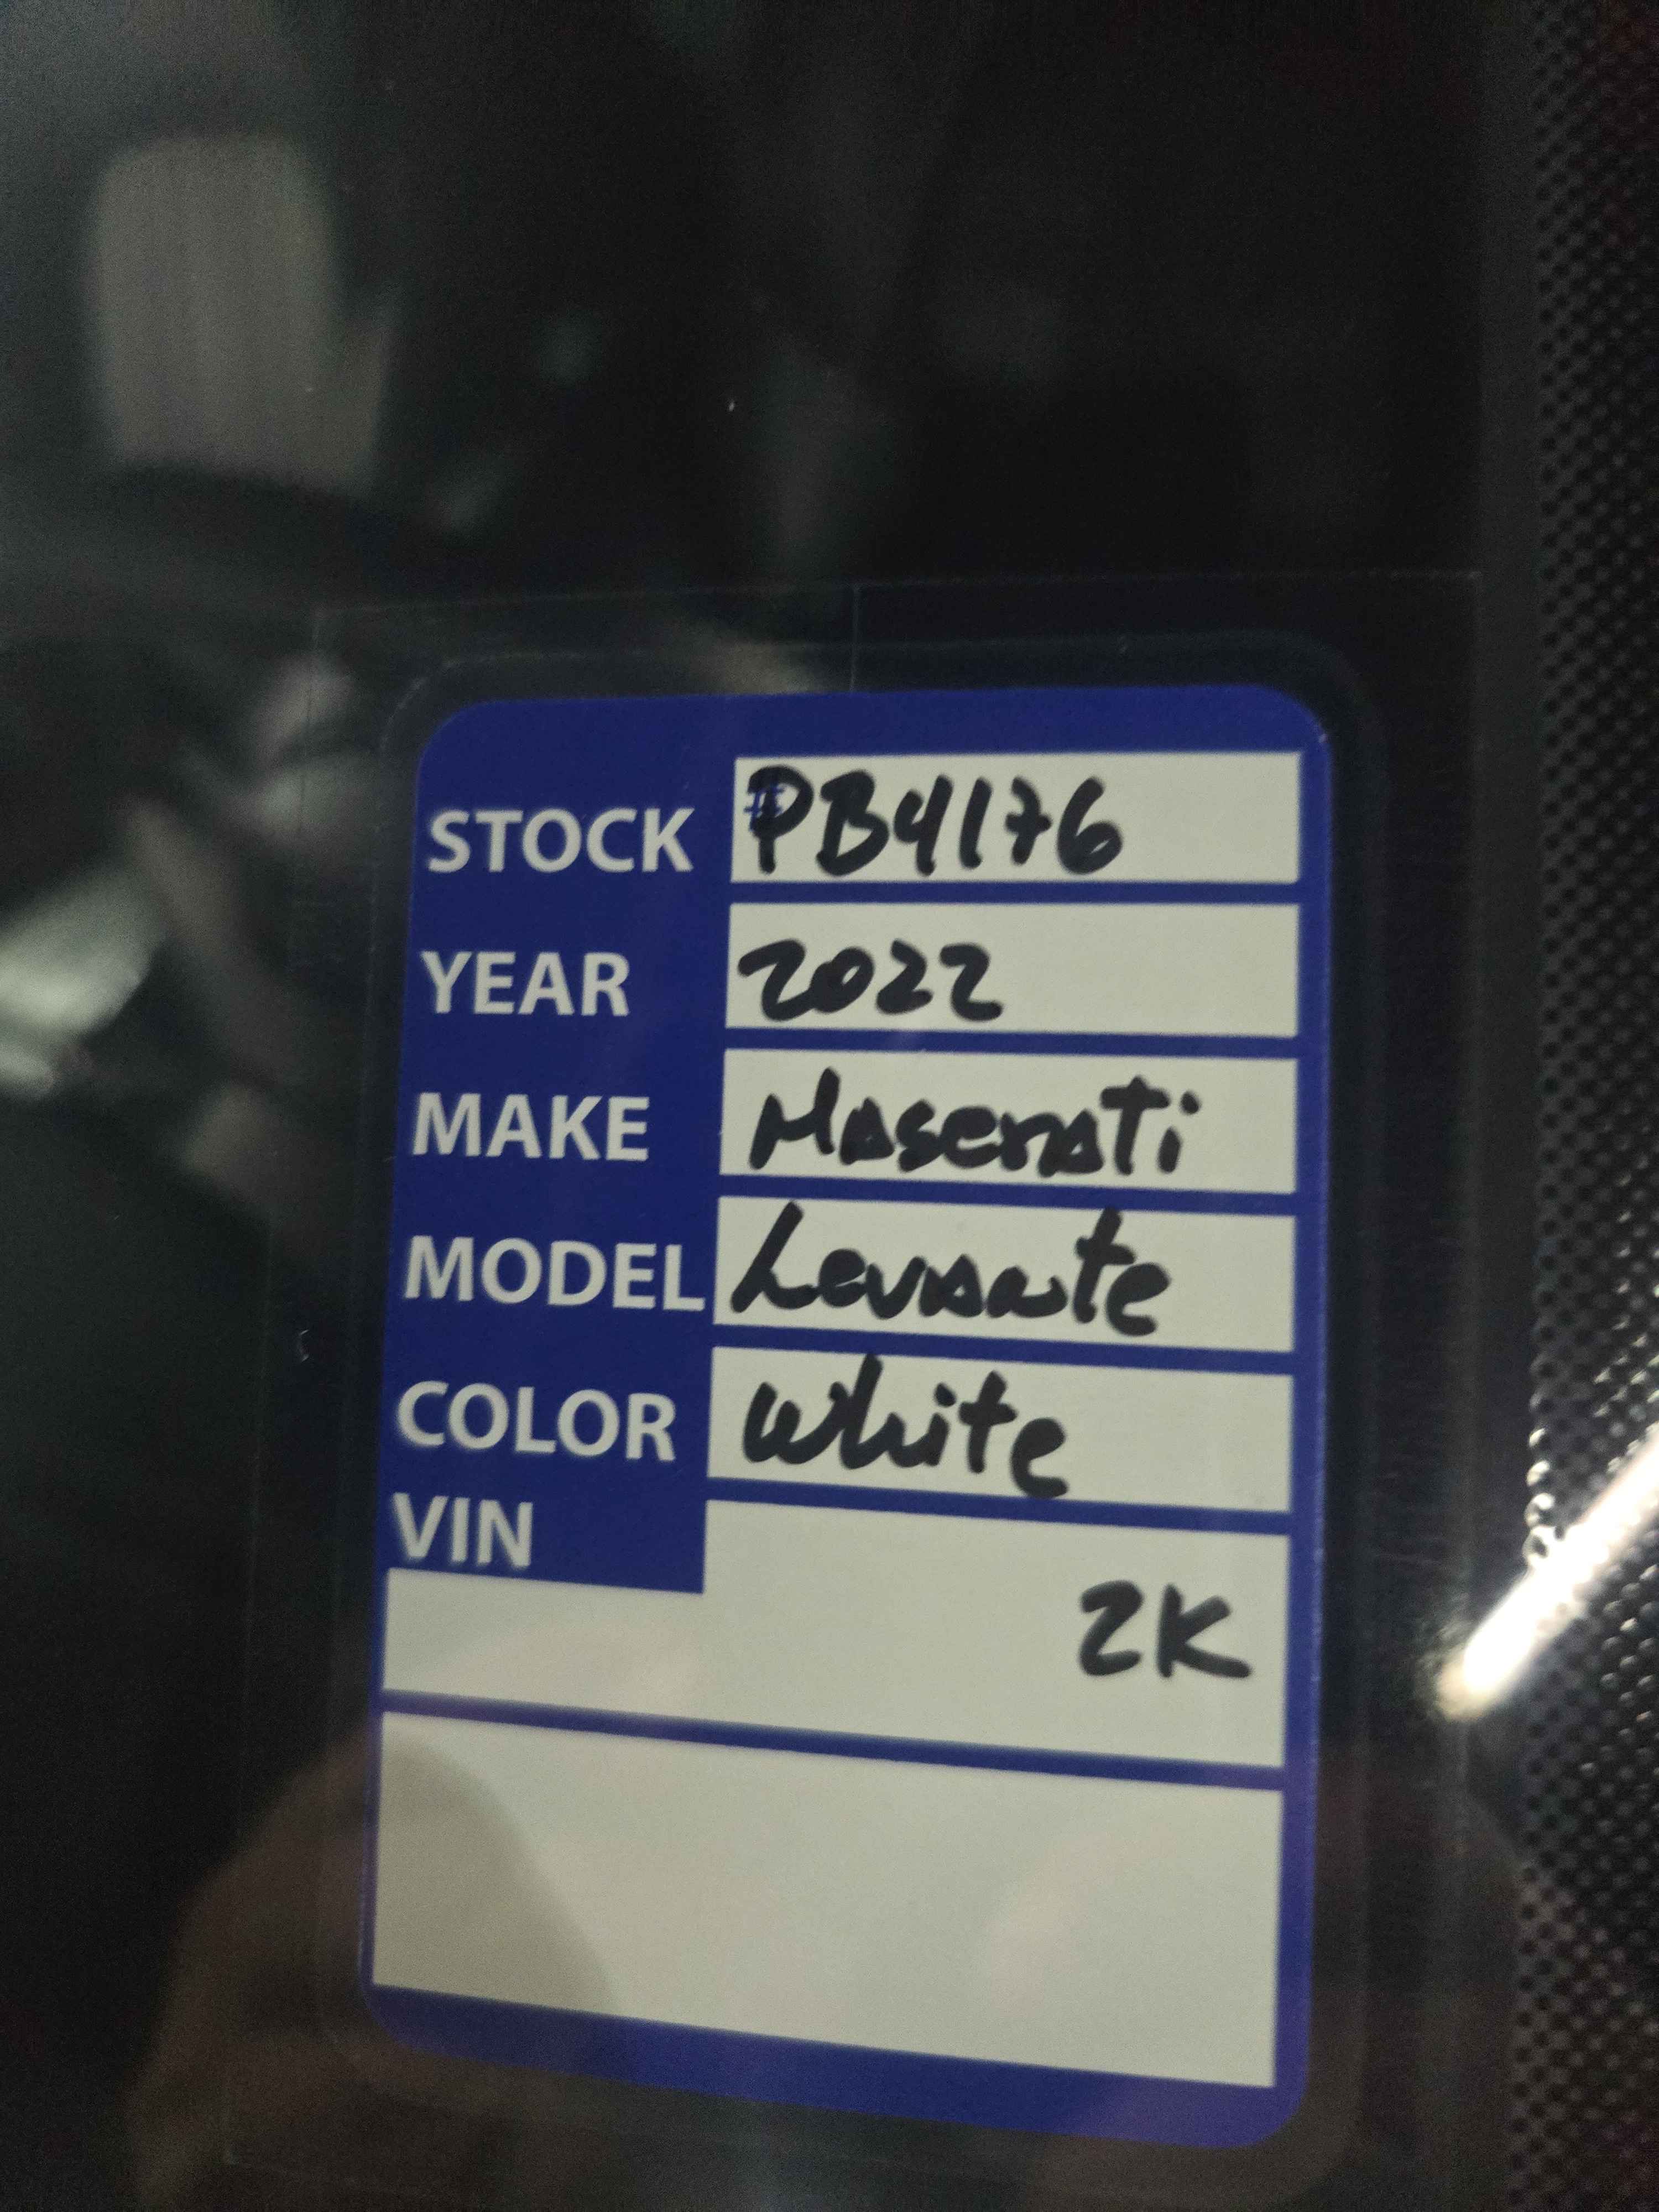 STOCK #PB4176
YEAR 2022
MAKE Maserati
MODEL Levante
COLOR White
VIN
2K